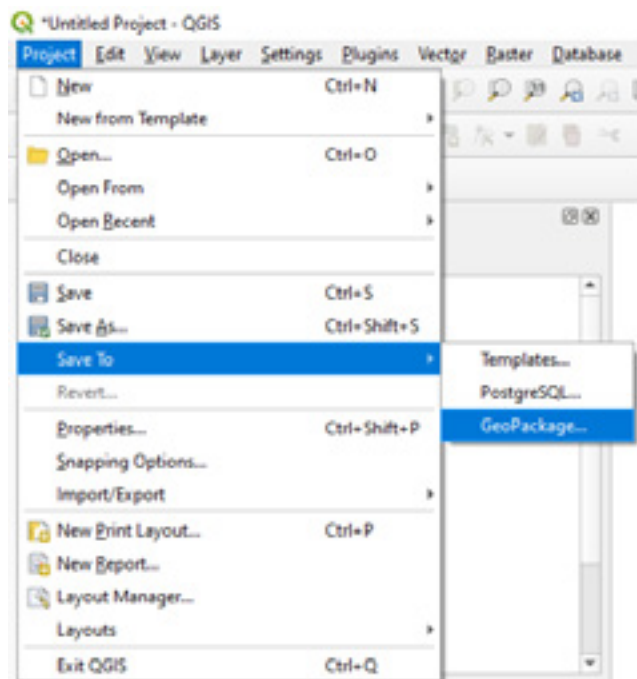 *Untitled Project - QGIS
Project Edit View Layer Settings Plugins Vector Raster Database
New Ctrl+N
New from Template
Open... Ctrl+O
Open From
Open Recent
Close
Save Ctrl+S
Save As... Ctrl+Shift+S
Save To
Templates...
Revert...
PostgreSQL...
Properties... Ctrl+Shift+P
GeoPackage...
Snapping Options...
Import/Export
New Print Layout... Ctrl+P
New Report...
Layout Manager...
Layouts
Exit QGIS Ctrl+Q